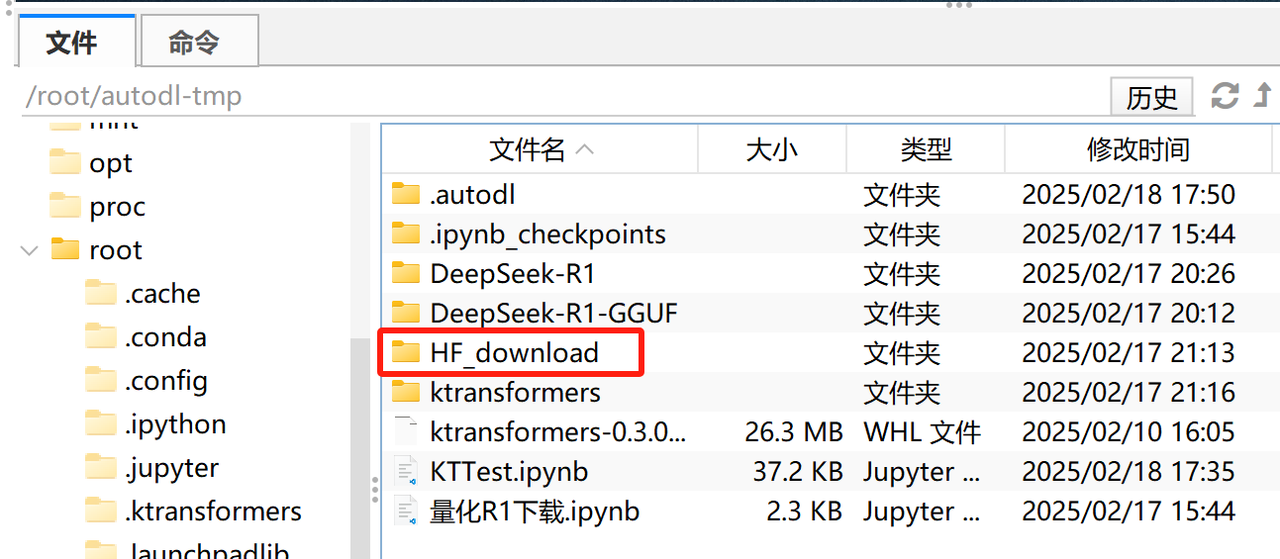 文件
命令
/root/autodl-tmp
历史
mnt
opt
proc
root
.cache
.conda
.config
.ipython
.jupyter
.ktransformers
.launchpadlib
文件名 大小 类型 修改时间
.autodl 文件夹 2025/02/18 17:50
.ipynb_checkpoints 文件夹 2025/02/17 15:44
DeepSeek-R1 文件夹 2025/02/17 20:26
DeepSeek-R1-GGUF 文件夹 2025/02/17 20:12
HF_download 文件夹 2025/02/17 21:13
ktransformers 文件夹 2025/02/17 21:16
ktransformers-0.3.0... 26.3 MB WHL 文件 2025/02/10 16:05
KTTest.ipynb 37.2 KB Jupyter ... 2025/02/18 17:35
量化R1下载.ipynb 2.3 KB Jupyter ... 2025/02/17 15:44